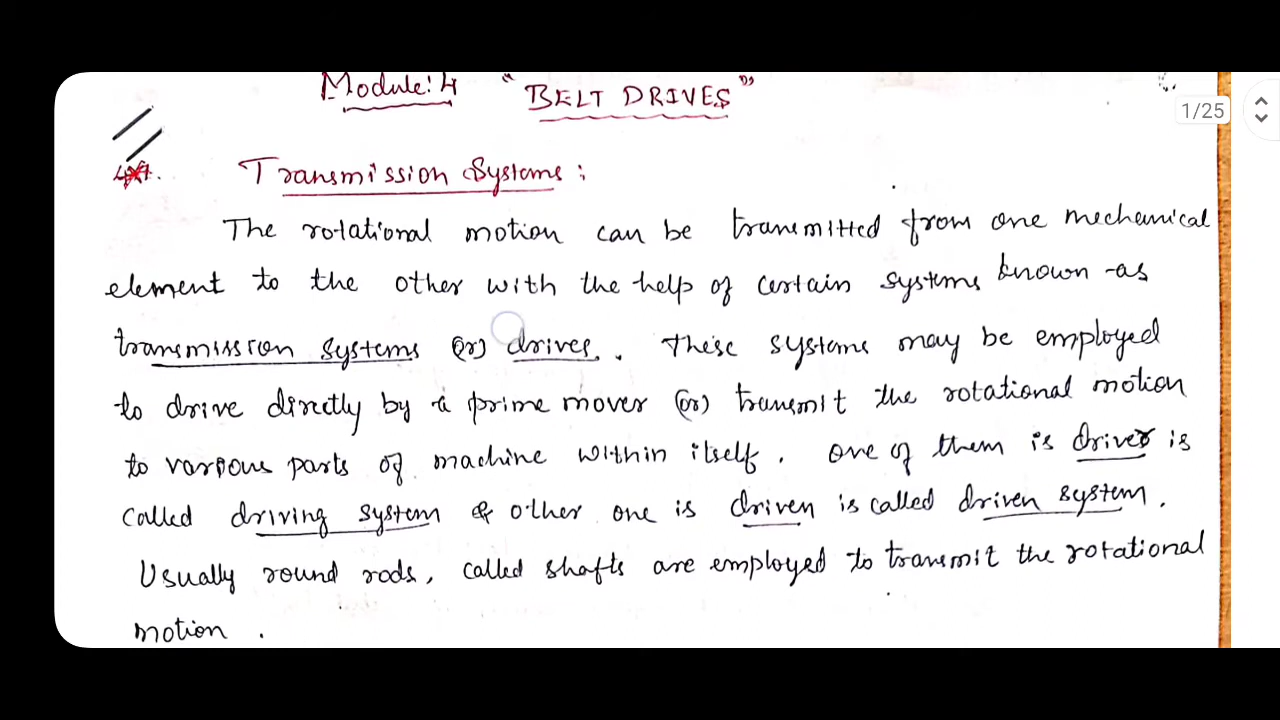 Module: 4 "BELT DRIVES"
1/25
Transmission Systems :
The rotational motion can be transmitted from one mechanical
element to the other with the help of certain systems known as
transmission systems (or) drives. These systems may be employed
to drive directly by a prime mover (or) transmit the rotational motion
to various parts of machine within itself. One of them is driver is
called driving system & other one is driven is called driven system.
Usually round rods, called shafts are employed to transmit the rotational
motion.